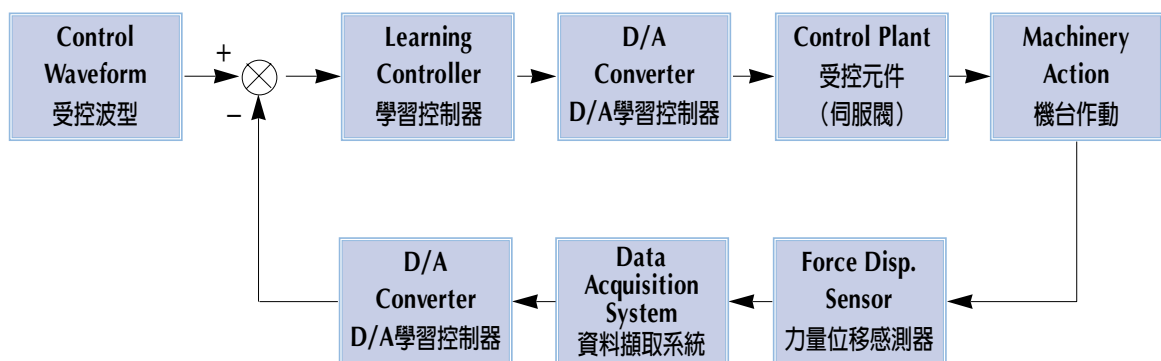 Control
Waveform
受控波型
+
−
Learning
Controller
學習控制器
D/A
Converter
D/A學習控制器
Control Plant
受控元件
（伺服閥）
Machinery
Action
機台作動
D/A
Converter
D/A學習控制器
Data
Acquisition
System
資料擷取系統
Force Disp.
Sensor
力量位移感測器